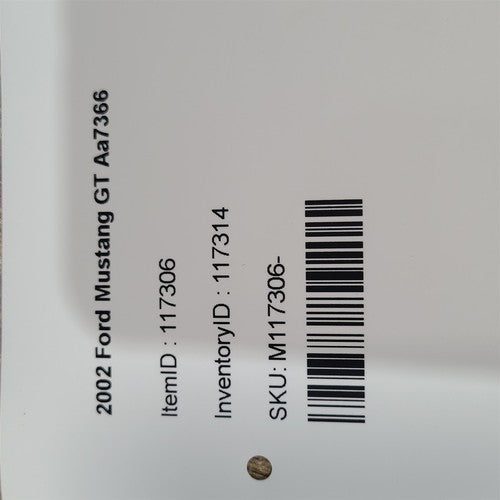 2002 Ford Mustang GT Aa7366
ItemID : 117306
InventoryID : 117314
SKU: M117306-